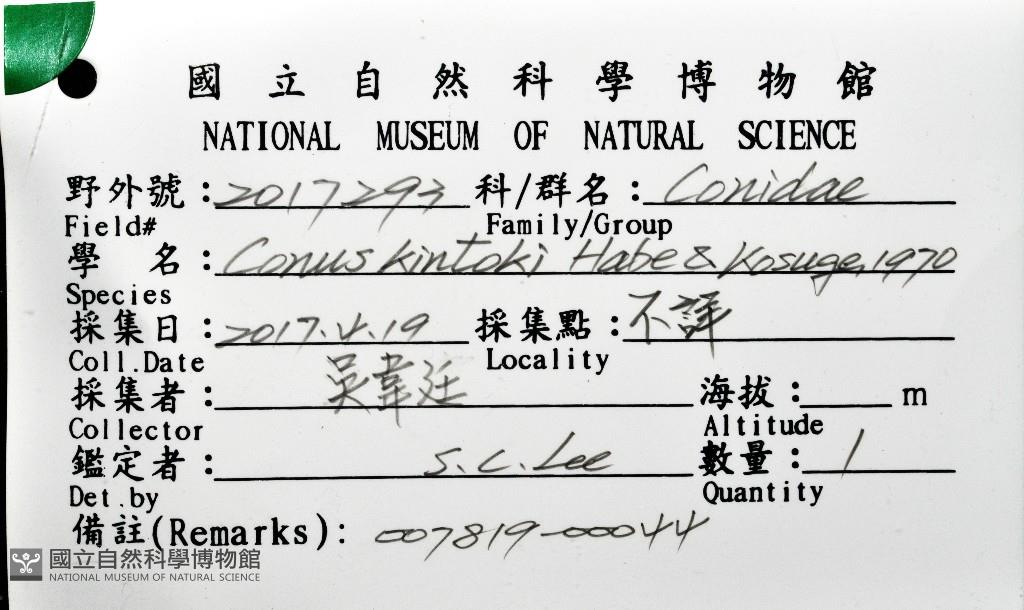 國立自然科學博物館
NATIONAL MUSEUM OF NATURAL SCIENCE
野外號:2017293 科/群名:Conidae
Field# Family/Group
學名:Conus kintoki Habe & Kosuge, 1970
Species
採集日:2017.4.19 採集點:不詳
Coll.Date Locality
採集者:吳韋廷 海拔: m
Collector Altitude
鑑定者:S.C.Lee 數量:1
Det.by Quantity
備註(Remarks): 007819-00044
國立自然科學博物館
NATIONAL MUSEUM OF NATURAL SCIENCE